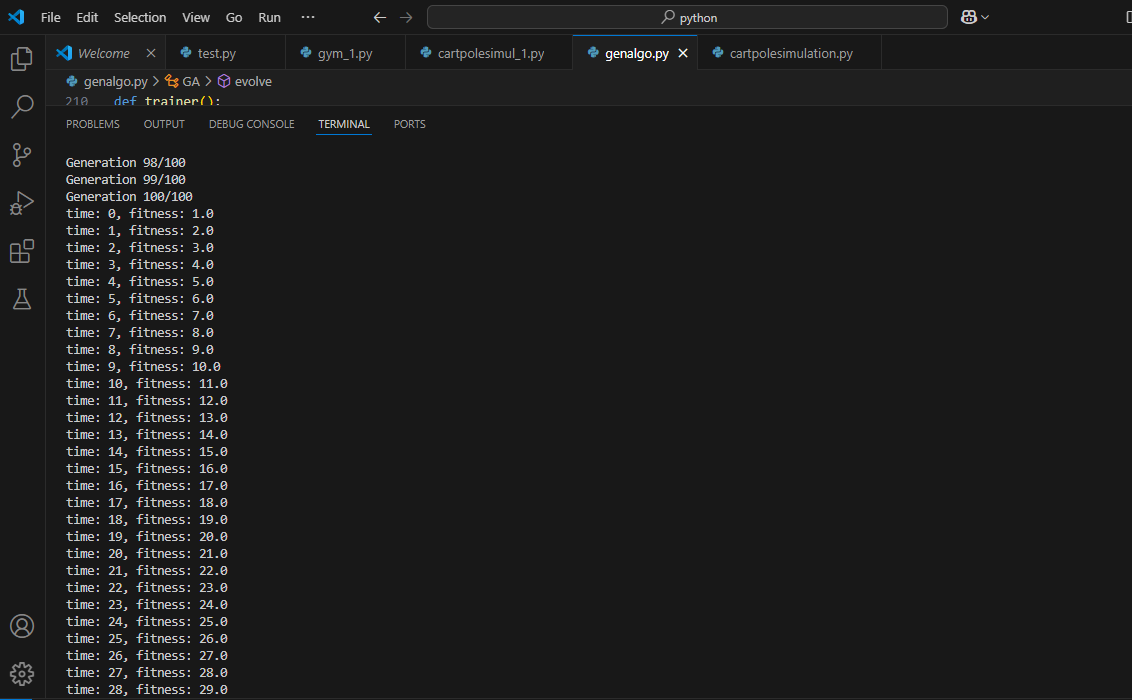 File Edit Selection View Go Run ··· python
Welcome test.py gym_1.py cartpolesimul_1.py genalgo.py cartpolesimulation.py
genalgo.py > GA > evolve
210 def trainer():
PROBLEMS OUTPUT DEBUG CONSOLE TERMINAL PORTS
Generation 98/100
Generation 99/100
Generation 100/100
time: 0, fitness: 1.0
time: 1, fitness: 2.0
time: 2, fitness: 3.0
time: 3, fitness: 4.0
time: 4, fitness: 5.0
time: 5, fitness: 6.0
time: 6, fitness: 7.0
time: 7, fitness: 8.0
time: 8, fitness: 9.0
time: 9, fitness: 10.0
time: 10, fitness: 11.0
time: 11, fitness: 12.0
time: 12, fitness: 13.0
time: 13, fitness: 14.0
time: 14, fitness: 15.0
time: 15, fitness: 16.0
time: 16, fitness: 17.0
time: 17, fitness: 18.0
time: 18, fitness: 19.0
time: 19, fitness: 20.0
time: 20, fitness: 21.0
time: 21, fitness: 22.0
time: 22, fitness: 23.0
time: 23, fitness: 24.0
time: 24, fitness: 25.0
time: 25, fitness: 26.0
time: 26, fitness: 27.0
time: 27, fitness: 28.0
time: 28, fitness: 29.0